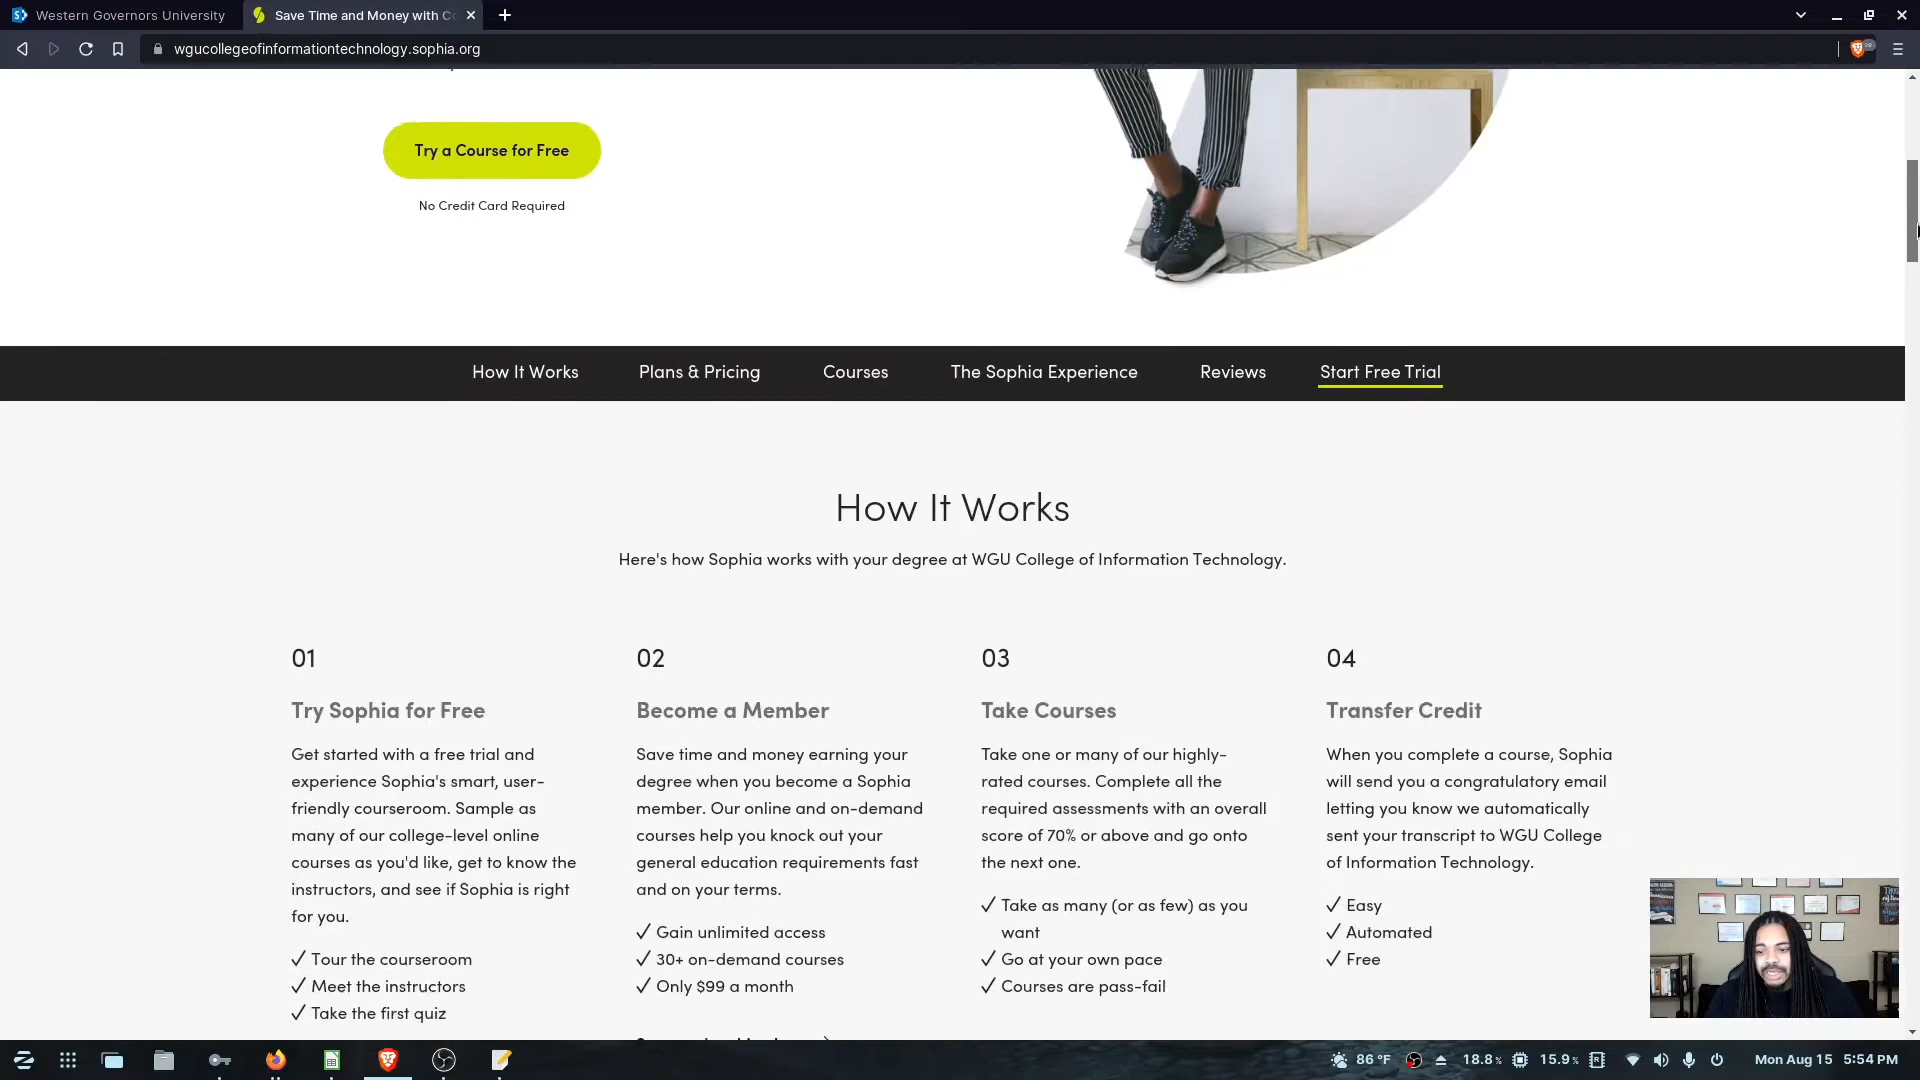 Western Governors University
Save Time and Money with Co
wgucollegeofinformationtechnology.sophia.org
Try a Course for Free
No Credit Card Required
How It Works
Plans & Pricing
Courses
The Sophia Experience
Reviews
Start Free Trial
How It Works
Here's how Sophia works with your degree at WGU College of Information Technology.
01
Try Sophia for Free
Get started with a free trial and
experience Sophia's smart, user-
friendly courseroom. Sample as
many of our college-level online
courses as you'd like, get to know the
instructors, and see if Sophia is right
for you.
✓ Tour the courseroom
✓ Meet the instructors
✓ Take the first quiz
02
Become a Member
Save time and money earning your
degree when you become a Sophia
member. Our online and on-demand
courses help you knock out your
general education requirements fast
and on your terms.
✓ Gain unlimited access
✓ 30+ on-demand courses
✓ Only $99 a month
03
Take Courses
Take one or many of our highly-
rated courses. Complete all the
required assessments with an overall
score of 70% or above and go onto
the next one.
✓ Take as many (or as few) as you
want
✓ Go at your own pace
✓ Courses are pass-fail
04
Transfer Credit
When you complete a course, Sophia
will send you a congratulatory email
letting you know we automatically
sent your transcript to WGU College
of Information Technology.
✓ Easy
✓ Automated
✓ Free
86 °F
18.8%
15.9%
Mon Aug 15
5:54 PM